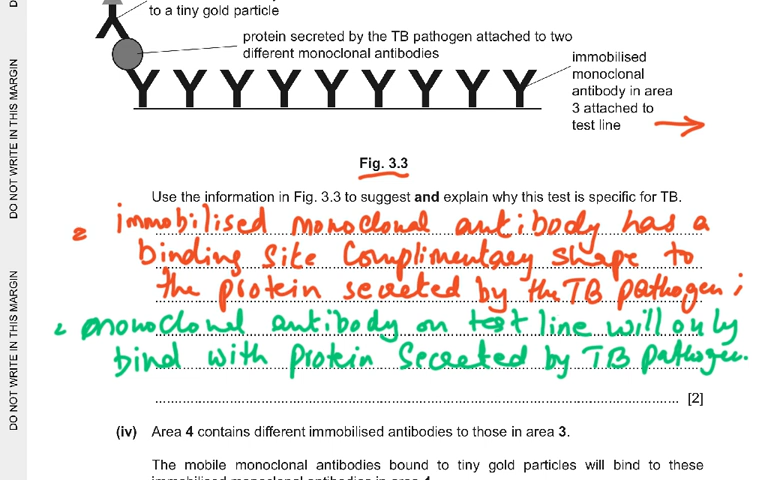 DO NOT WRITE IN THIS MARGIN
DO NOT WRITE IN THIS MARGIN
to a tiny gold particle
protein secreted by the TB pathogen attached to two
different monoclonal antibodies
immobilised
monoclonal
antibody in area
3 attached to
test line
Fig. 3.3
Use the information in Fig. 3.3 to suggest and explain why this test is specific for TB.
immobilised monoclonal antibody has a
binding site Complimentary shape to
the protein secreted by the TB pathogen ;
monoclonal antibody on test line will only
bind with protein Secreted by TB pathogen.
[2]
(iv) Area 4 contains different immobilised antibodies to those in area 3.
The mobile monoclonal antibodies bound to tiny gold particles will bind to these
immobilised monoclonal antibodies in area 4